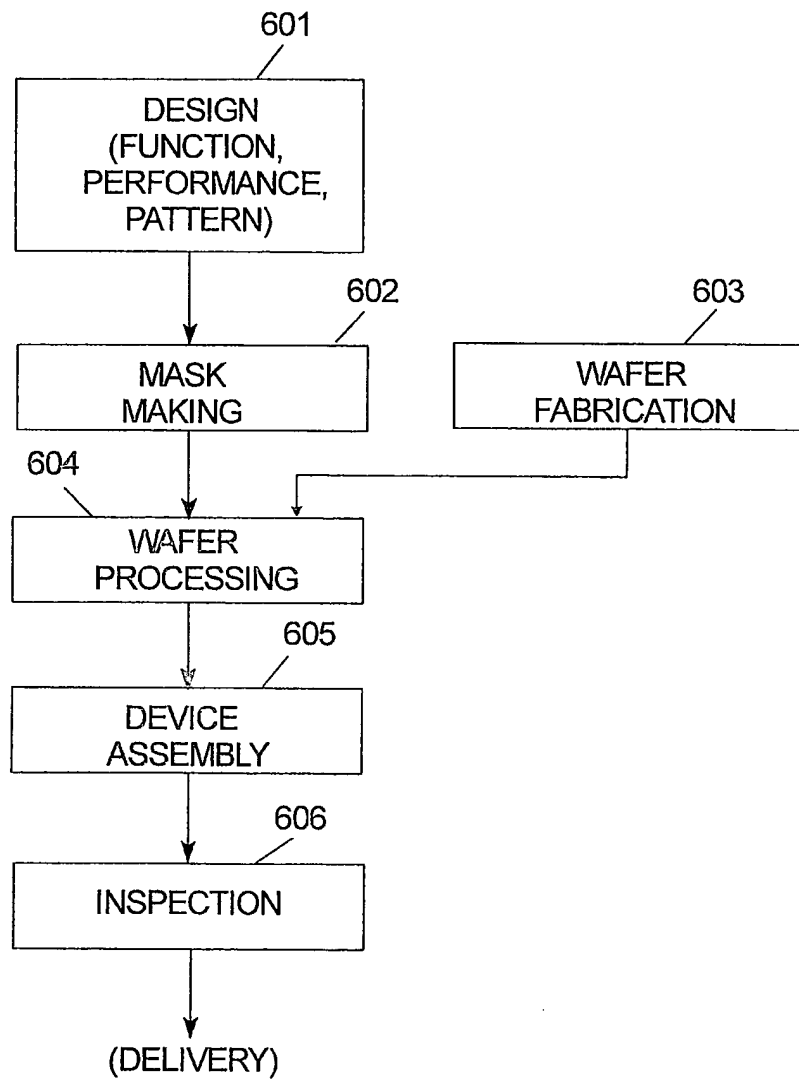 601
DESIGN
(FUNCTION,
PERFORMANCE,
PATTERN)
602
MASK
MAKING
603
WAFER
FABRICATION
604
WAFER
PROCESSING
605
DEVICE
ASSEMBLY
606
INSPECTION
(DELIVERY)